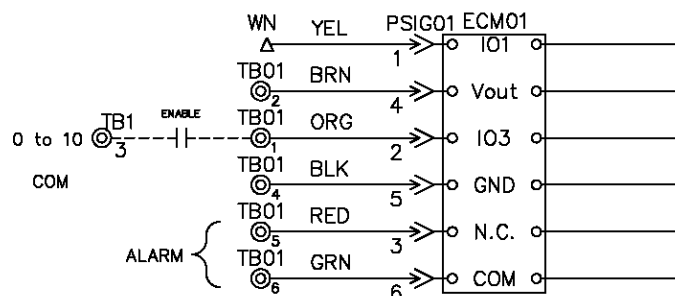 WN YEL PSIG01 ECM01
1 IO1
TB01 BRN
2 4 Vout
0 to 10 TB1 ENABLE TB01 ORG
3 1 2 IO3
COM TB01 BLK
4 5 GND
TB01 RED
5 3 N.C.
ALARM TB01 GRN
6 6 COM